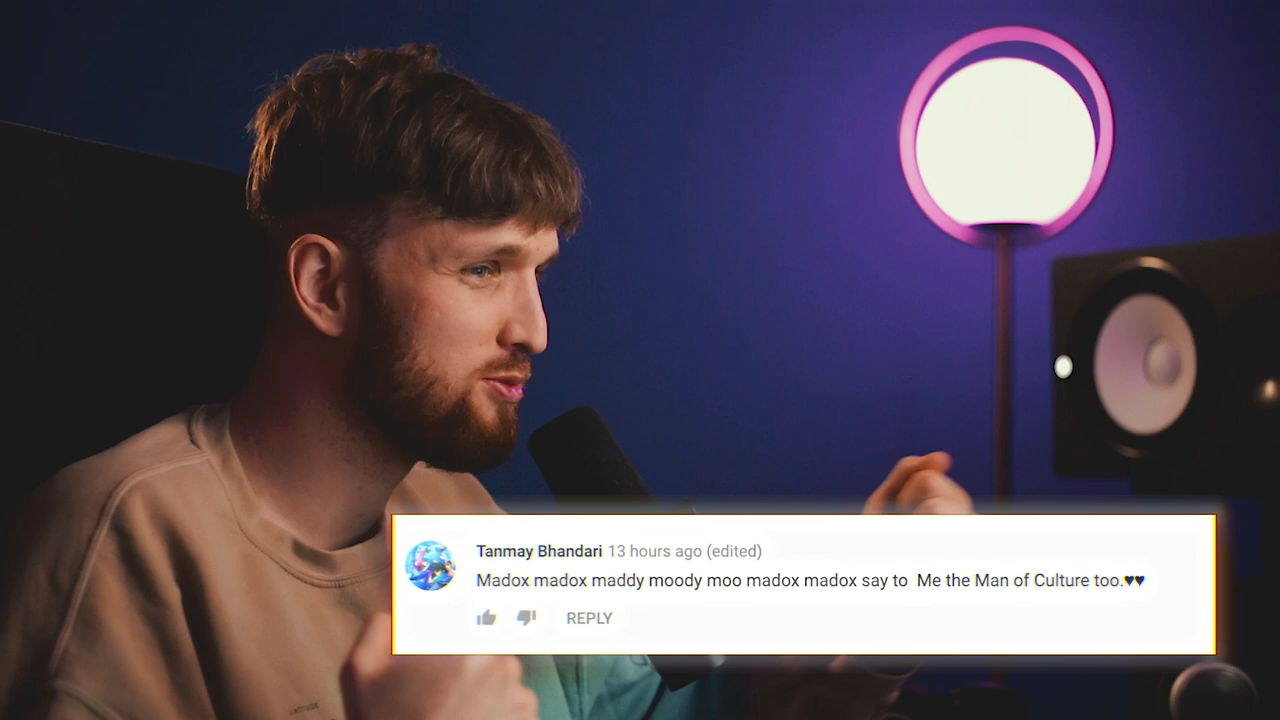 Tanmay Bhandari 13 hours ago (edited)
Madox madox maddy moody moo madox madox say to Me the Man of Culture too.♥♥
REPLY